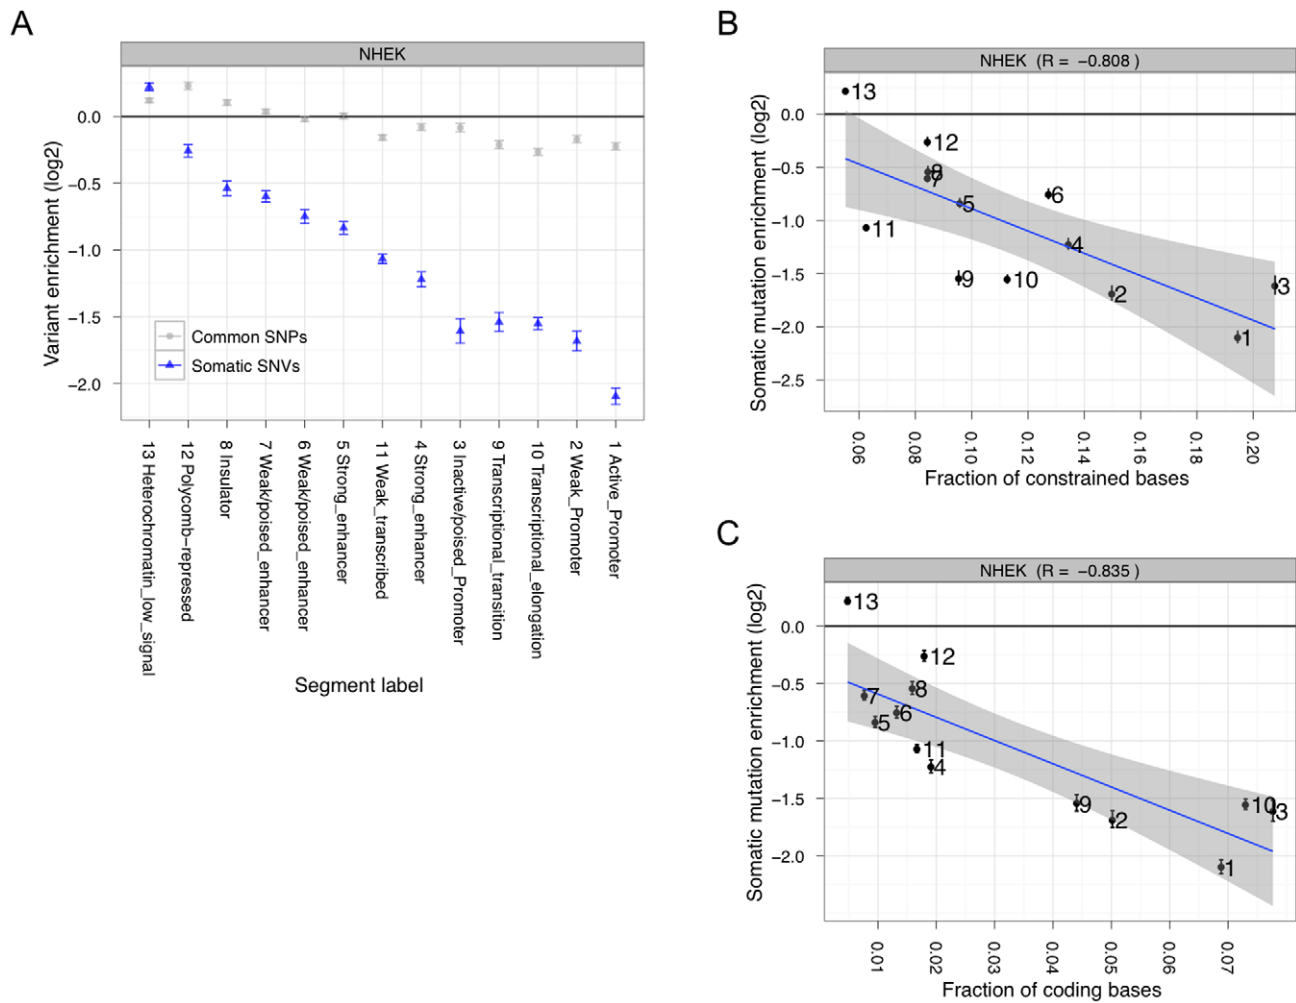 A
NHEK
Variant enrichment (log2)
0.0
−0.5
−1.0
−1.5
−2.0
Common SNPs
Somatic SNVs
13 Heterochromatin_low_signal
12 Polycomb−repressed
8 Insulator
7 Weak/poised_enhancer
6 Weak/poised_enhancer
5 Strong_enhancer
11 Weak_transcribed
4 Strong_enhancer
3 Inactive/poised_Promoter
9 Transcriptional_transition
10 Transcriptional_elongation
2 Weak_Promoter
1 Active_Promoter
Segment label
B
NHEK (R = −0.808 )
Somatic mutation enrichment (log2)
0.0
−0.5
−1.0
−1.5
−2.0
−2.5
13
12
8
7
6
5
11
4
9
10
2
3
1
0.06
0.08
0.10
0.12
0.14
0.16
0.18
0.20
Fraction of constrained bases
C
NHEK (R = −0.835 )
Somatic mutation enrichment (log2)
0.0
−0.5
−1.0
−1.5
−2.0
13
12
8
7
6
5
11
4
9
10
3
2
1
0.01
0.02
0.03
0.04
0.05
0.06
0.07
Fraction of coding bases